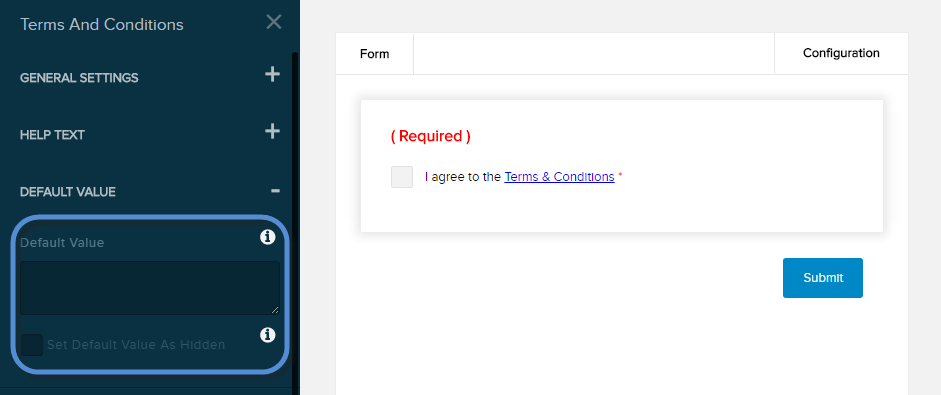 Terms And Conditions
GENERAL SETTINGS
HELP TEXT
DEFAULT VALUE
Default Value
Set Default Value As Hidden
Form
Configuration
( Required )
I agree to the Terms & Conditions *
Submit